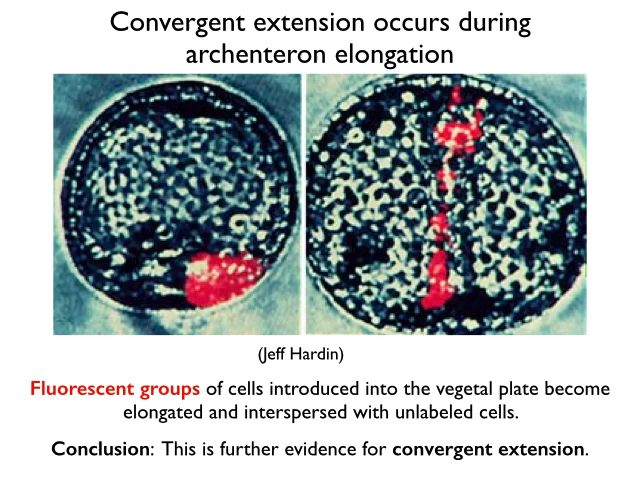 Convergent extension occurs during
archenteron elongation
(Jeff Hardin)
Fluorescent groups of cells introduced into the vegetal plate become
elongated and interspersed with unlabeled cells.
Conclusion: This is further evidence for convergent extension.